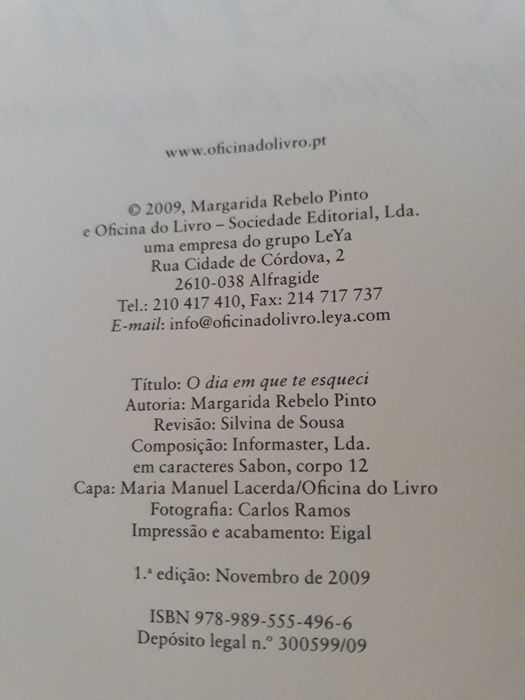 www.oficinadolivro.pt
© 2009, Margarida Rebelo Pinto
e Oficina do Livro – Sociedade Editorial, Lda.
uma empresa do grupo LeYa
Rua Cidade de Córdova, 2
2610-038 Alfragide
Tel.: 210 417 410, Fax: 214 717 737
E-mail: info@oficinadolivro.leya.com
Título: O dia em que te esqueci
Autoria: Margarida Rebelo Pinto
Revisão: Silvina de Sousa
Composição: Informaster, Lda.
em caracteres Sabon, corpo 12
Capa: Maria Manuel Lacerda/Oficina do Livro
Fotografia: Carlos Ramos
Impressão e acabamento: Eigal
1.ª edição: Novembro de 2009
ISBN 978-989-555-496-6
Depósito legal n.º 300599/09